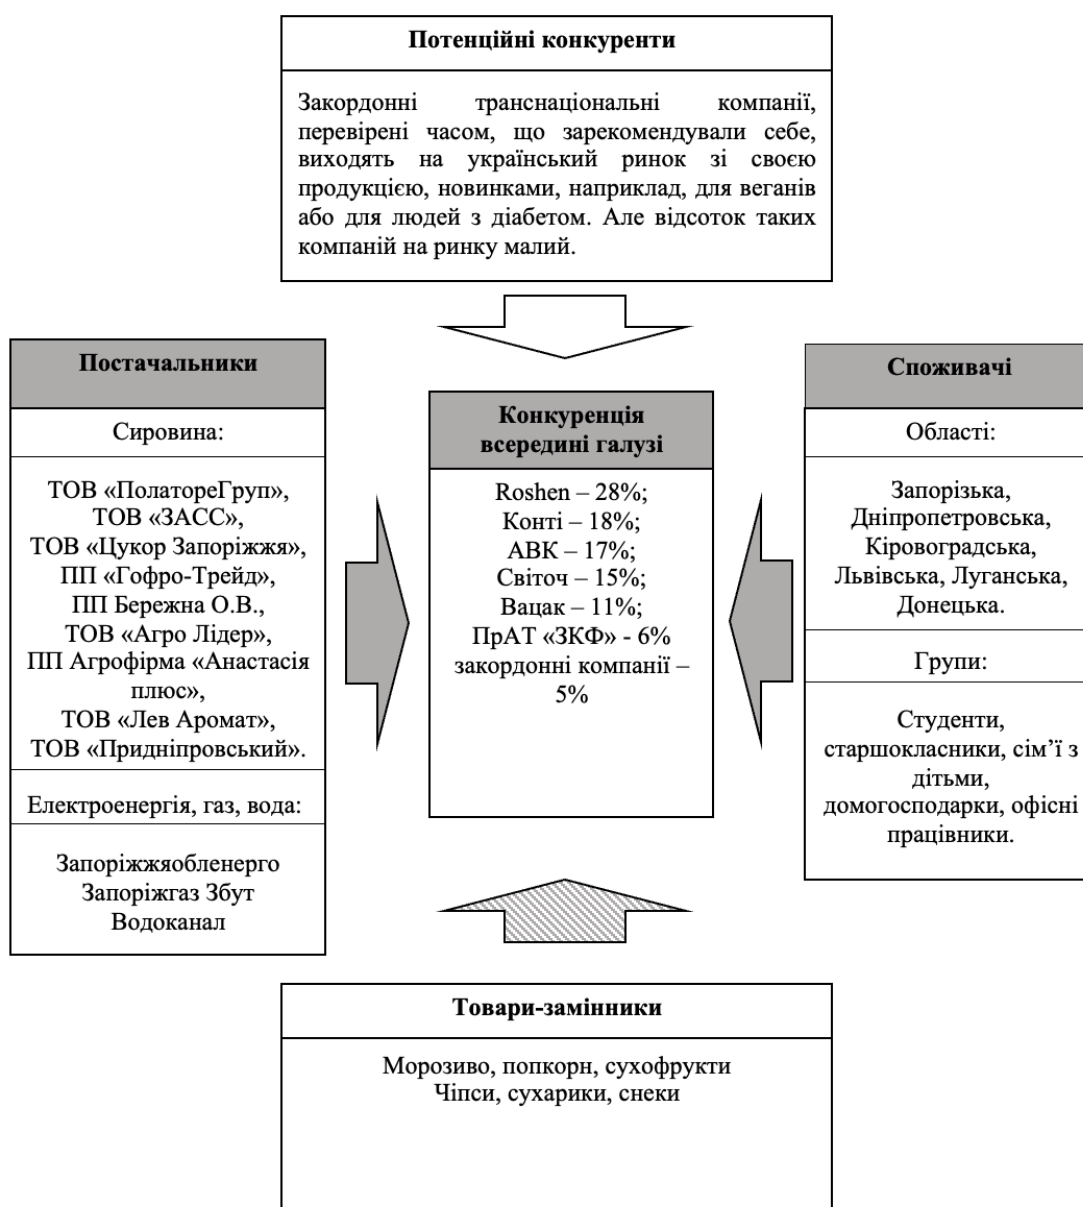 Потенційні конкуренти
Закордонні транснаціональні компанії,
перевірені часом, що зарекомендували себе,
виходять на український ринок зі своєю
продукцією, новинками, наприклад, для веганів
або для людей з діабетом. Але відсоток таких
компаній на ринку малий.
Постачальники
Сировина:
ТОВ «ПолатореГруп»,
ТОВ «ЗАСС»,
ТОВ «Цукор Запоріжжя»,
ПП «Гофро-Трейд»,
ПП Бережна О.В.,
ТОВ «Агро Лідер»,
ПП Агрофірма «Анастасія
плюс»,
ТОВ «Лев Аромат»,
ТОВ «Придніпровський».
Електроенергія, газ, вода:
Запоріжжяобленерго
Запоріжгаз Збут
Водоканал
Конкуренція
всередині галузі
Roshen – 28%;
Конті – 18%;
АВК – 17%;
Світоч – 15%;
Вацак – 11%;
ПрАТ «ЗКФ» - 6%
закордонні компанії –
5%
Споживачі
Області:
Запорізька,
Дніпропетровська,
Кіровоградська,
Львівська, Луганська,
Донецька.
Групи:
Студенти,
старшокласники, сім’ї з
дітьми,
домогосподарки, офісні
працівники.
Товари-замінники
Морозиво, попкорн, сухофрукти
Чіпси, сухарики, снеки